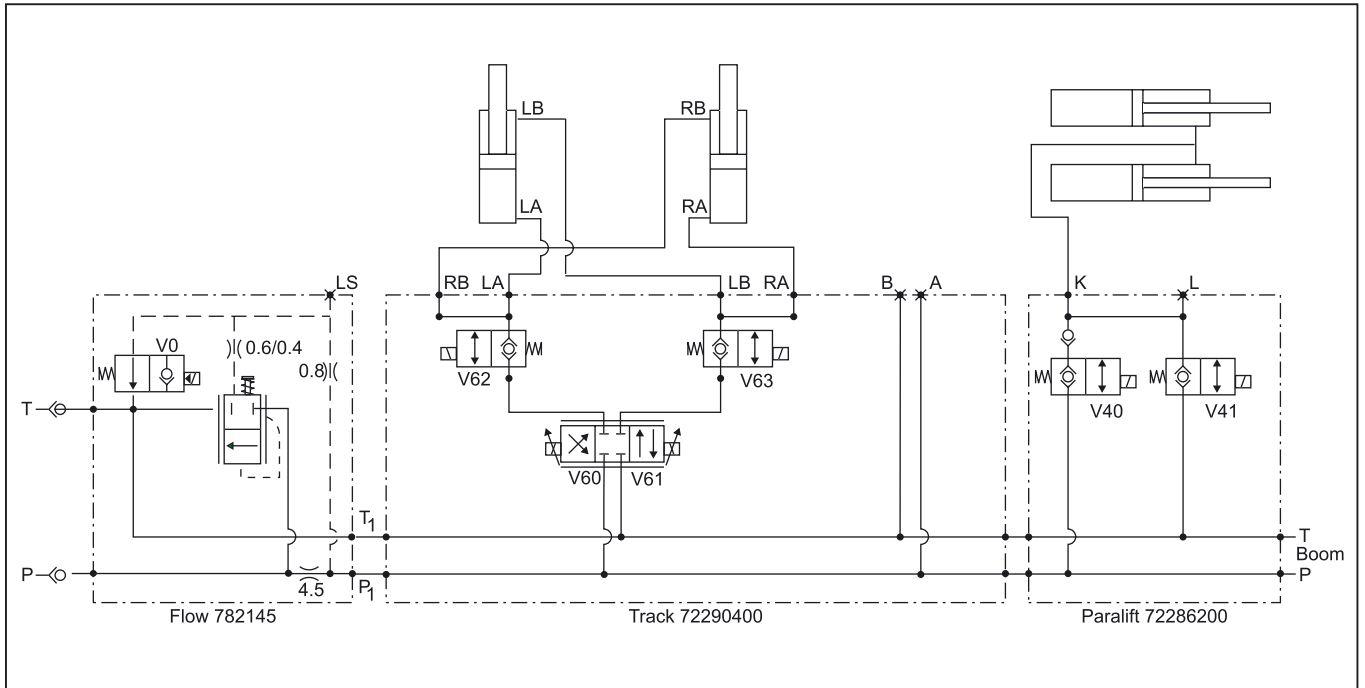 LB
RB
LA
RA
LS
RB
LA
LB
RA
B
A
K
L
V0
0.6/0.4
0.8
V62
V63
V40
V41
T
V60
V61
T1
T
Boom
P
P1
P
4.5
Flow 782145
Track 72290400
Paralift 72286200